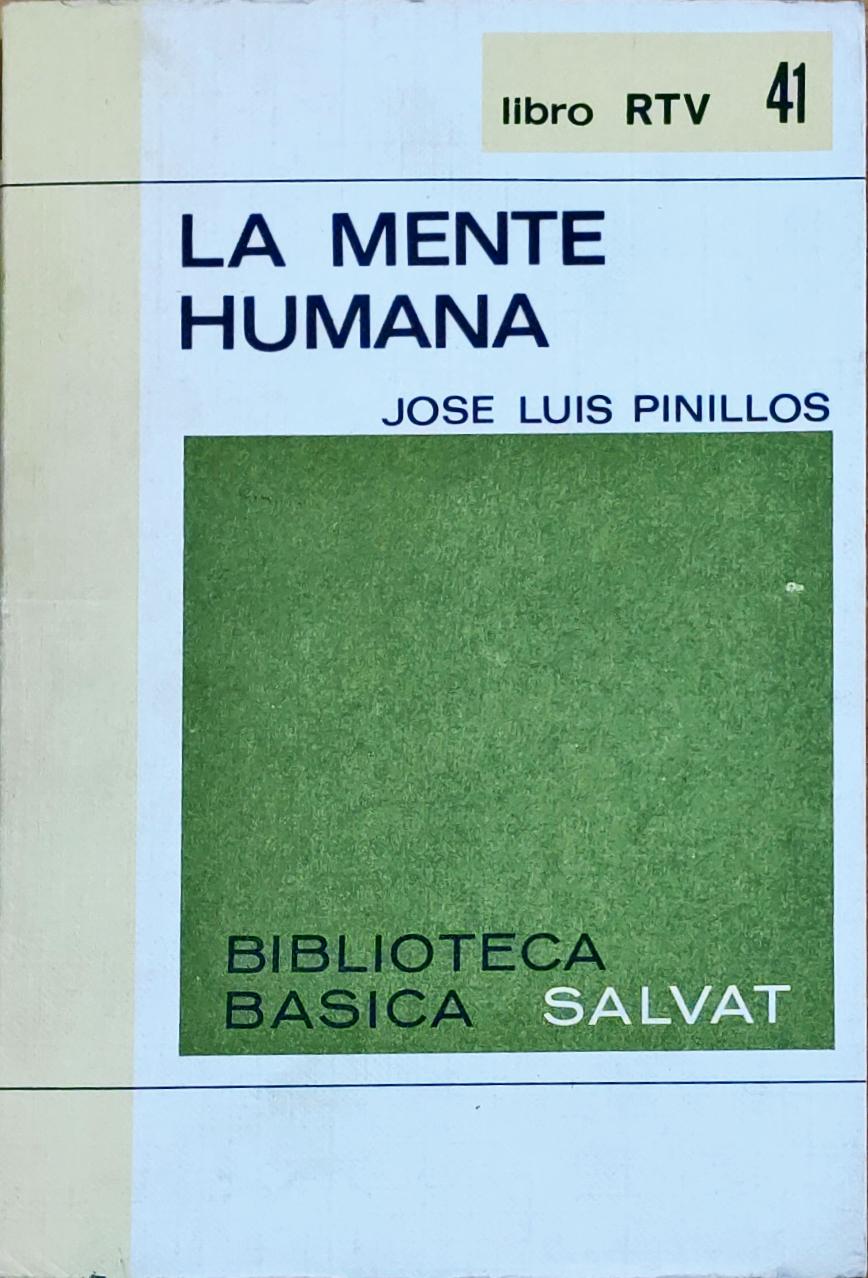 libro RTV 41
LA MENTE
HUMANA
JOSE LUIS PINILLOS
BIBLIOTECA
BASICA SALVAT